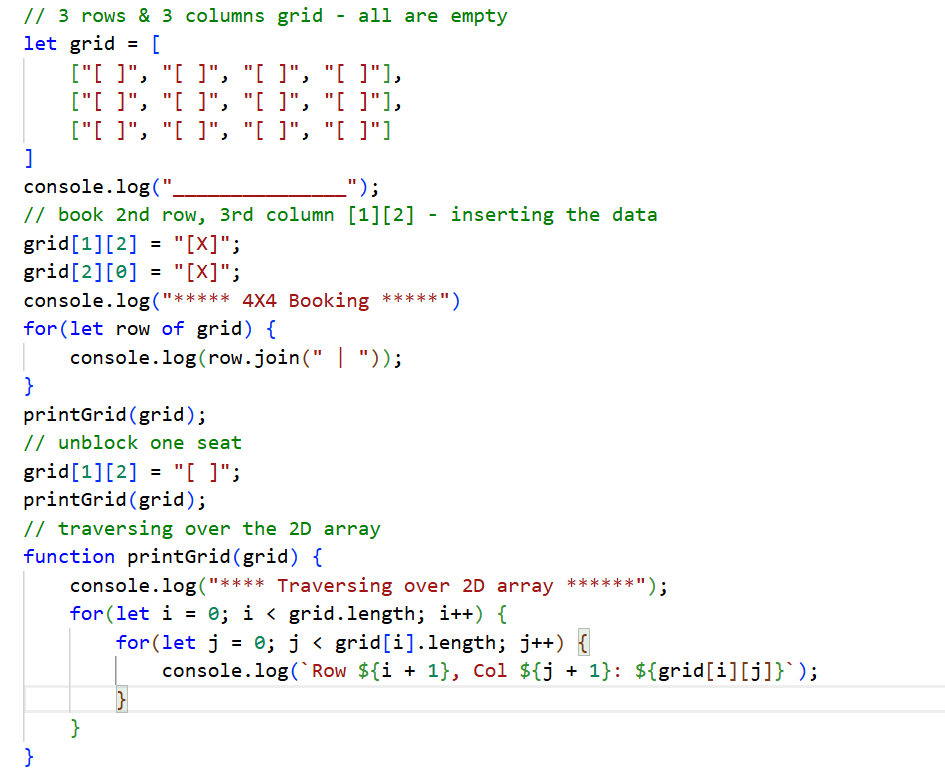 // 3 rows & 3 columns grid - all are empty
let grid = [
    ["[ ]", "[ ]", "[ ]", "[ ]"],
    ["[ ]", "[ ]", "[ ]", "[ ]"],
    ["[ ]", "[ ]", "[ ]", "[ ]"]
]
console.log("_______________");
// book 2nd row, 3rd column [1][2] - inserting the data
grid[1][2] = "[X]";
grid[2][0] = "[X]";
console.log("***** 4X4 Booking *****")
for(let row of grid) {
    console.log(row.join(" | "));
}
printGrid(grid);
// unblock one seat
grid[1][2] = "[ ]";
printGrid(grid);
// traversing over the 2D array
function printGrid(grid) {
    console.log("**** Traversing over 2D array ******");
    for(let i = 0; i < grid.length; i++) {
        for(let j = 0; j < grid[i].length; j++) {
            console.log(`Row ${i + 1}, Col ${j + 1}: ${grid[i][j]}`);
        }
    }
}